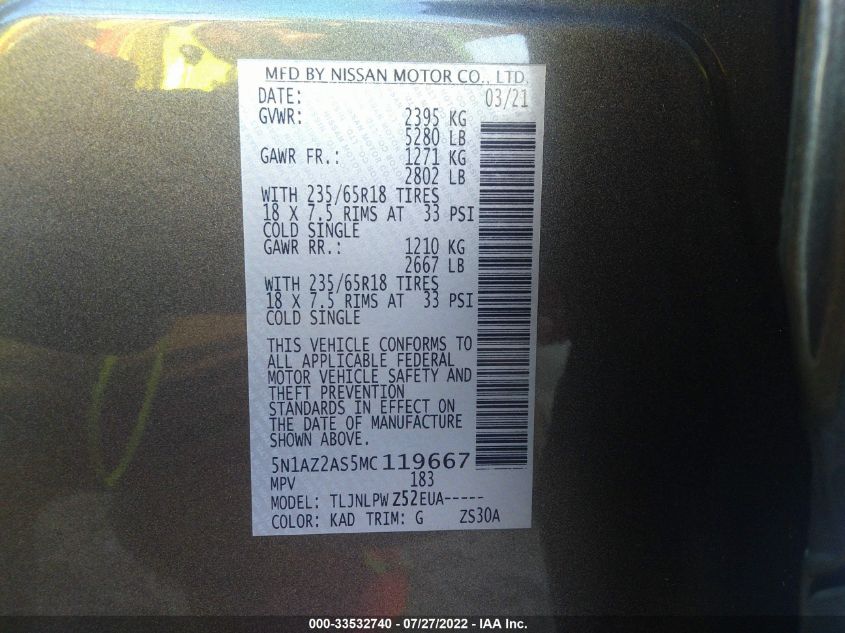 MFD BY NISSAN MOTOR CO., LTD.
DATE: 03/21
GVWR: 2395 KG
5280 LB
GAWR FR.: 1271 KG
2802 LB
WITH 235/65R18 TIRES
18 X 7.5 RIMS AT 33 PSI
COLD SINGLE
GAWR RR.: 1210 KG
2667 LB
WITH 235/65R18 TIRES
18 X 7.5 RIMS AT 33 PSI
COLD SINGLE
THIS VEHICLE CONFORMS TO
ALL APPLICABLE FEDERAL
MOTOR VEHICLE SAFETY AND
THEFT PREVENTION
STANDARDS IN EFFECT ON
THE DATE OF MANUFACTURE
SHOWN ABOVE.
5N1AZ2AS5MC119667
MPV 183
MODEL: TLJNLPW Z52EUA-----
COLOR: KAD TRIM: G ZS30A
000-33532740 - 07/27/2022 - IAA Inc.